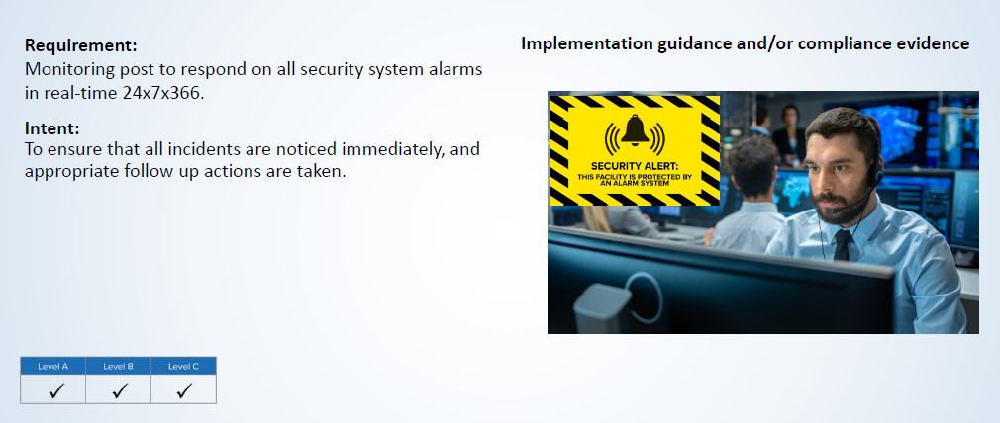 Requirement:
Monitoring post to respond on all security system alarms
in real-time 24x7x366.
Intent:
To ensure that all incidents are noticed immediately, and
appropriate follow up actions are taken.
Implementation guidance and/or compliance evidence
SECURITY ALERT:
THIS FACILITY IS PROTECTED BY
AN ALARM SYSTEM
Level A Level B Level C
✓ ✓ ✓